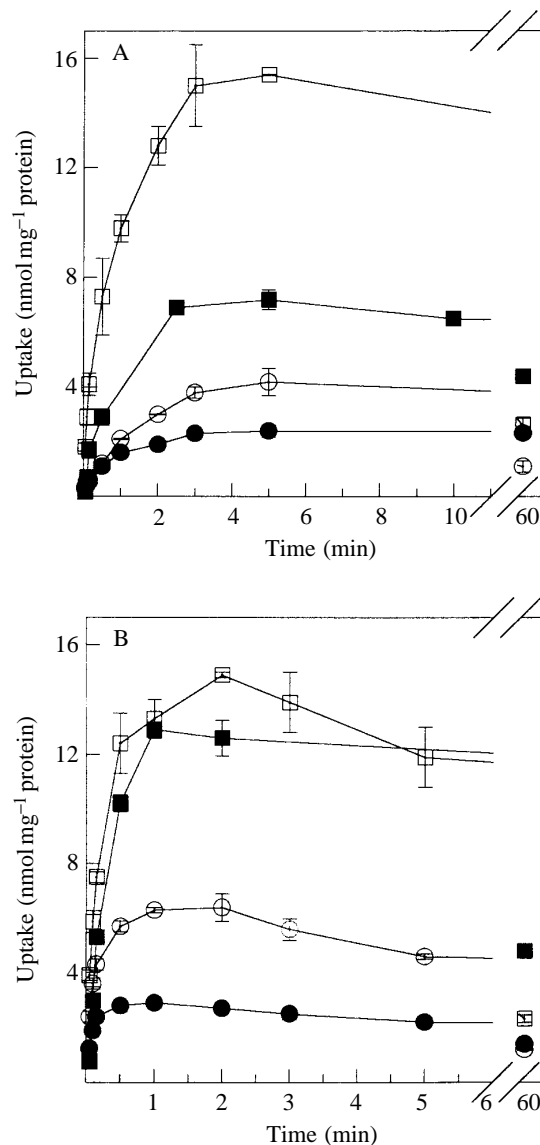 A
16
12
8
4
Uptake (nmol mg⁻¹ protein)
2 4 6 8 10 60
Time (min)
B
16
12
8
4
Uptake (nmol mg⁻¹ protein)
1 2 3 4 5 6 60
Time (min)